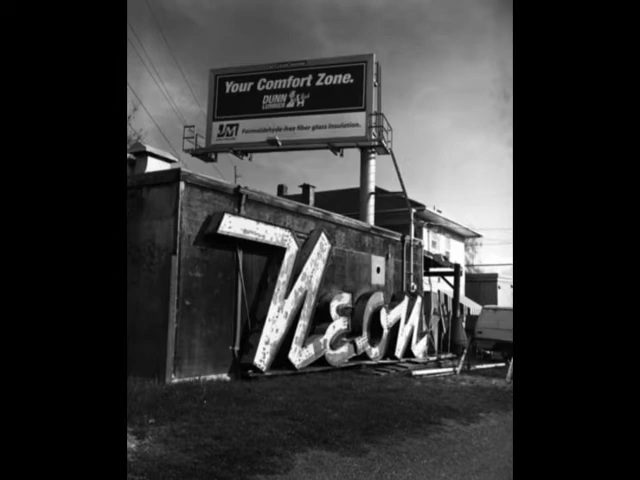 Your Comfort Zone.
DUNN
LUMBER
JM
Formaldehyde-free fiber glass insulation.
Neon